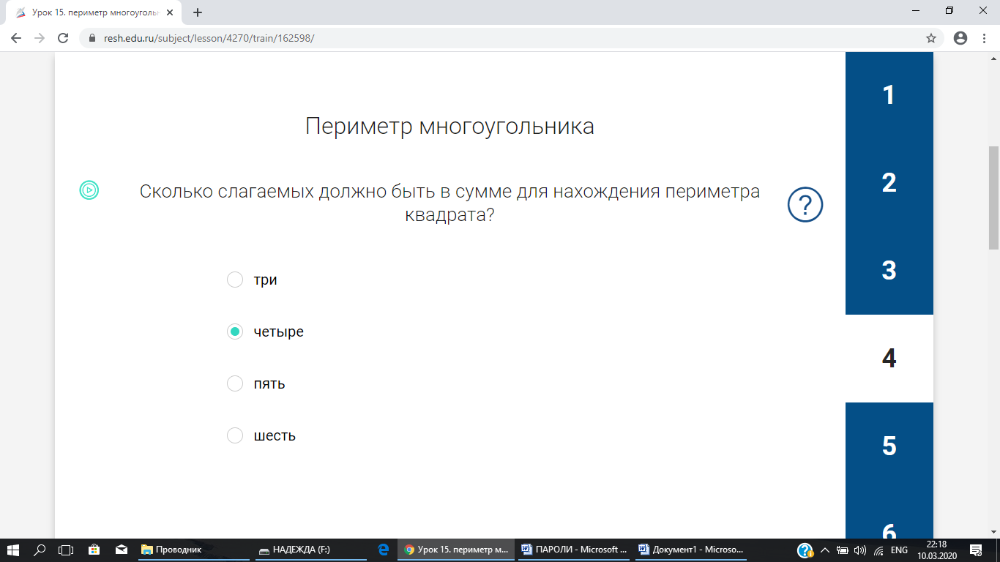 Урок 15. периметр многоуголь
resh.edu.ru/subject/lesson/4270/train/162598/
Периметр многоугольника
Сколько слагаемых должно быть в сумме для нахождения периметра
квадрата?
?
три
четыре
пять
шесть
1
2
3
4
5
6
Проводник
НАДЕЖДА (F:)
Урок 15. периметр м...
ПАРОЛИ - Microsoft ...
Документ1 - Microso...
ENG
22:18
10.03.2020